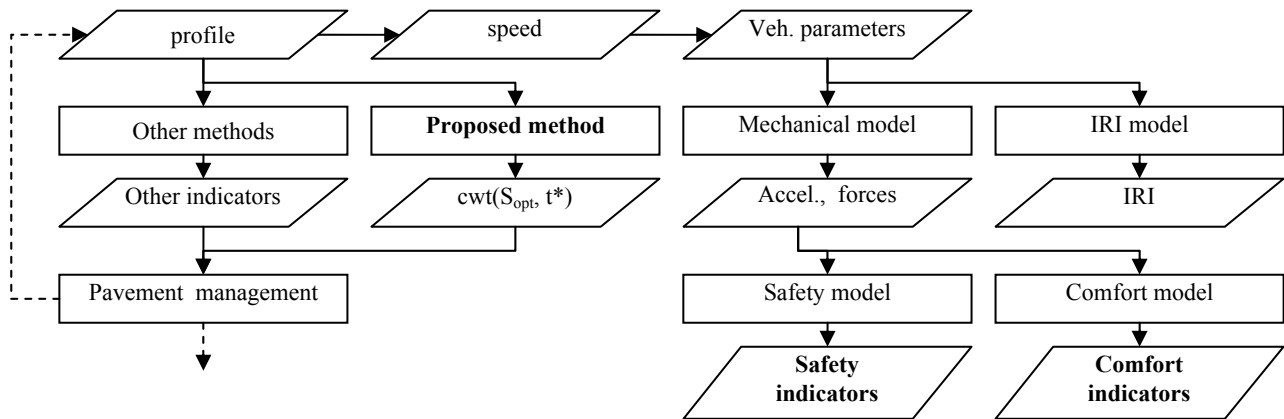 profile
speed
Veh. parameters
Other methods
Proposed method
Mechanical model
IRI model
Other indicators
cwt(Sopt, t*)
Accel., forces
IRI
Pavement management
Safety model
Comfort model
Safety
indicators
Comfort
indicators